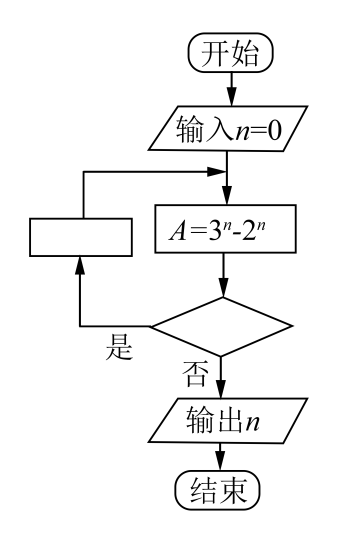 开始
输入n=0
A=3ⁿ-2ⁿ
是
否
输出n
结束